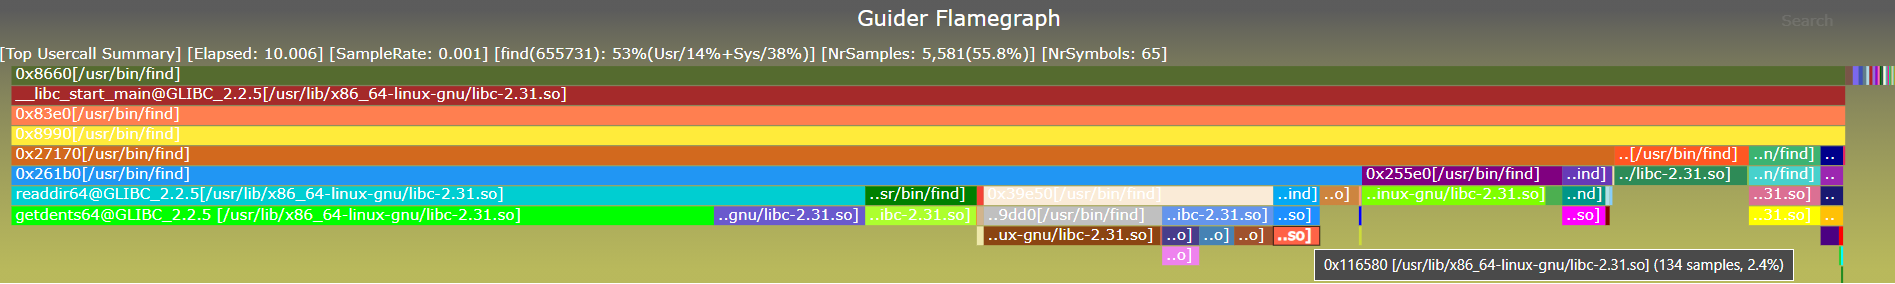 Guider Flamegraph
Search
[Top Usercall Summary] [Elapsed: 10.006] [SampleRate: 0.001] [find(655731): 53%(Usr/14%+Sys/38%)] [NrSamples: 5,581(55.8%)] [NrSymbols: 65]
0x8660[/usr/bin/find]
__libc_start_main@GLIBC_2.2.5[/usr/lib/x86_64-linux-gnu/libc-2.31.so]
0x83e0[/usr/bin/find]
0x8990[/usr/bin/find]
0x27170[/usr/bin/find] ..[/usr/bin/find] ..n/find] ..
0x261b0[/usr/bin/find] 0x255e0[/usr/bin/find] ..ind] ../libc-2.31.so] ..n/find] ..
readdir64@GLIBC_2.2.5[/usr/lib/x86_64-linux-gnu/libc-2.31.so] ..sr/bin/find] 0x39e50[/usr/bin/find] ..ind] ..o] ..inux-gnu/libc-2.31.so] ..nd] ..31.so] ..
getdents64@GLIBC_2.2.5 [/usr/lib/x86_64-linux-gnu/libc-2.31.so] ..gnu/libc-2.31.so] ..ibc-2.31.so] ..9dd0[/usr/bin/find] ..ibc-2.31.so] ..so] ..so] ..31.so] ..
..ux-gnu/libc-2.31.so] ..o] ..o] ..o] ..so]
..o]
0x116580 [/usr/lib/x86_64-linux-gnu/libc-2.31.so] (134 samples, 2.4%)